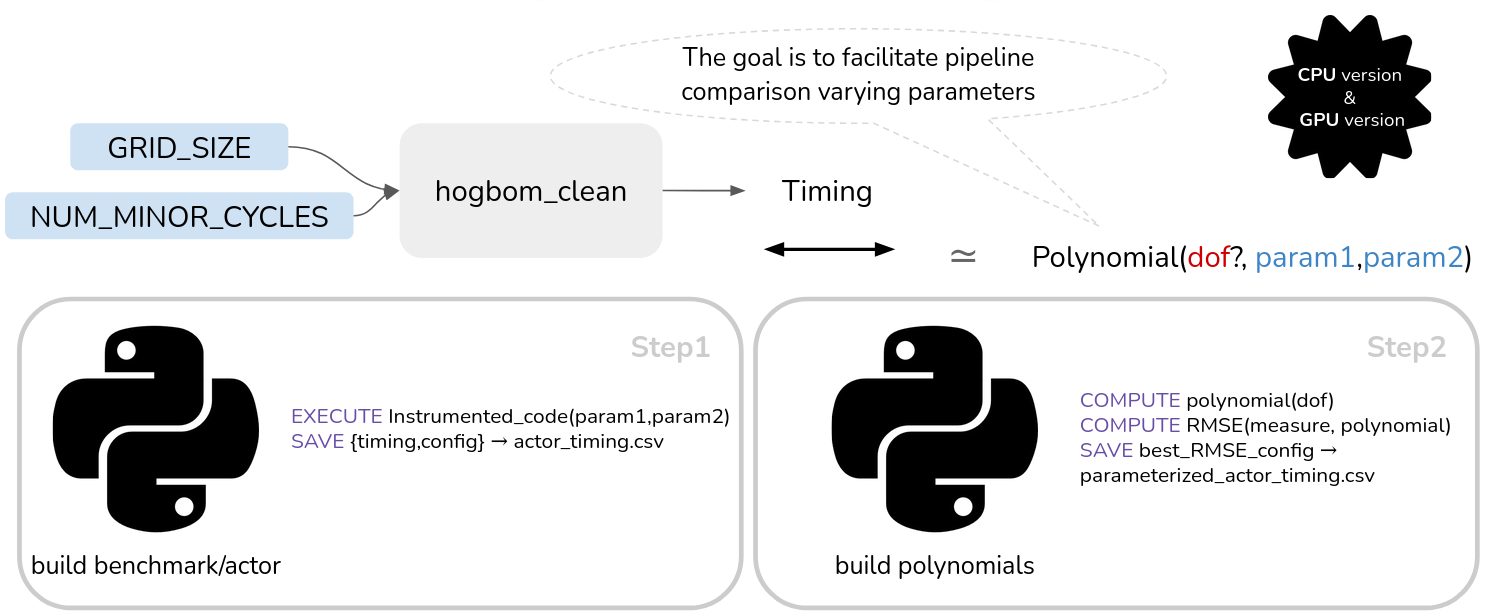 The goal is to facilitate pipeline
comparison varying parameters
CPU version
&
GPU version
GRID_SIZE
NUM_MINOR_CYCLES
hogbom_clean
Timing
≃
Polynomial(dof?, param1,param2)
Step1
EXECUTE Instrumented_code(param1,param2)
SAVE {timing,config} → actor_timing.csv
build benchmark/actor
Step2
COMPUTE polynomial(dof)
COMPUTE RMSE(measure, polynomial)
SAVE best_RMSE_config →
parameterized_actor_timing.csv
build polynomials